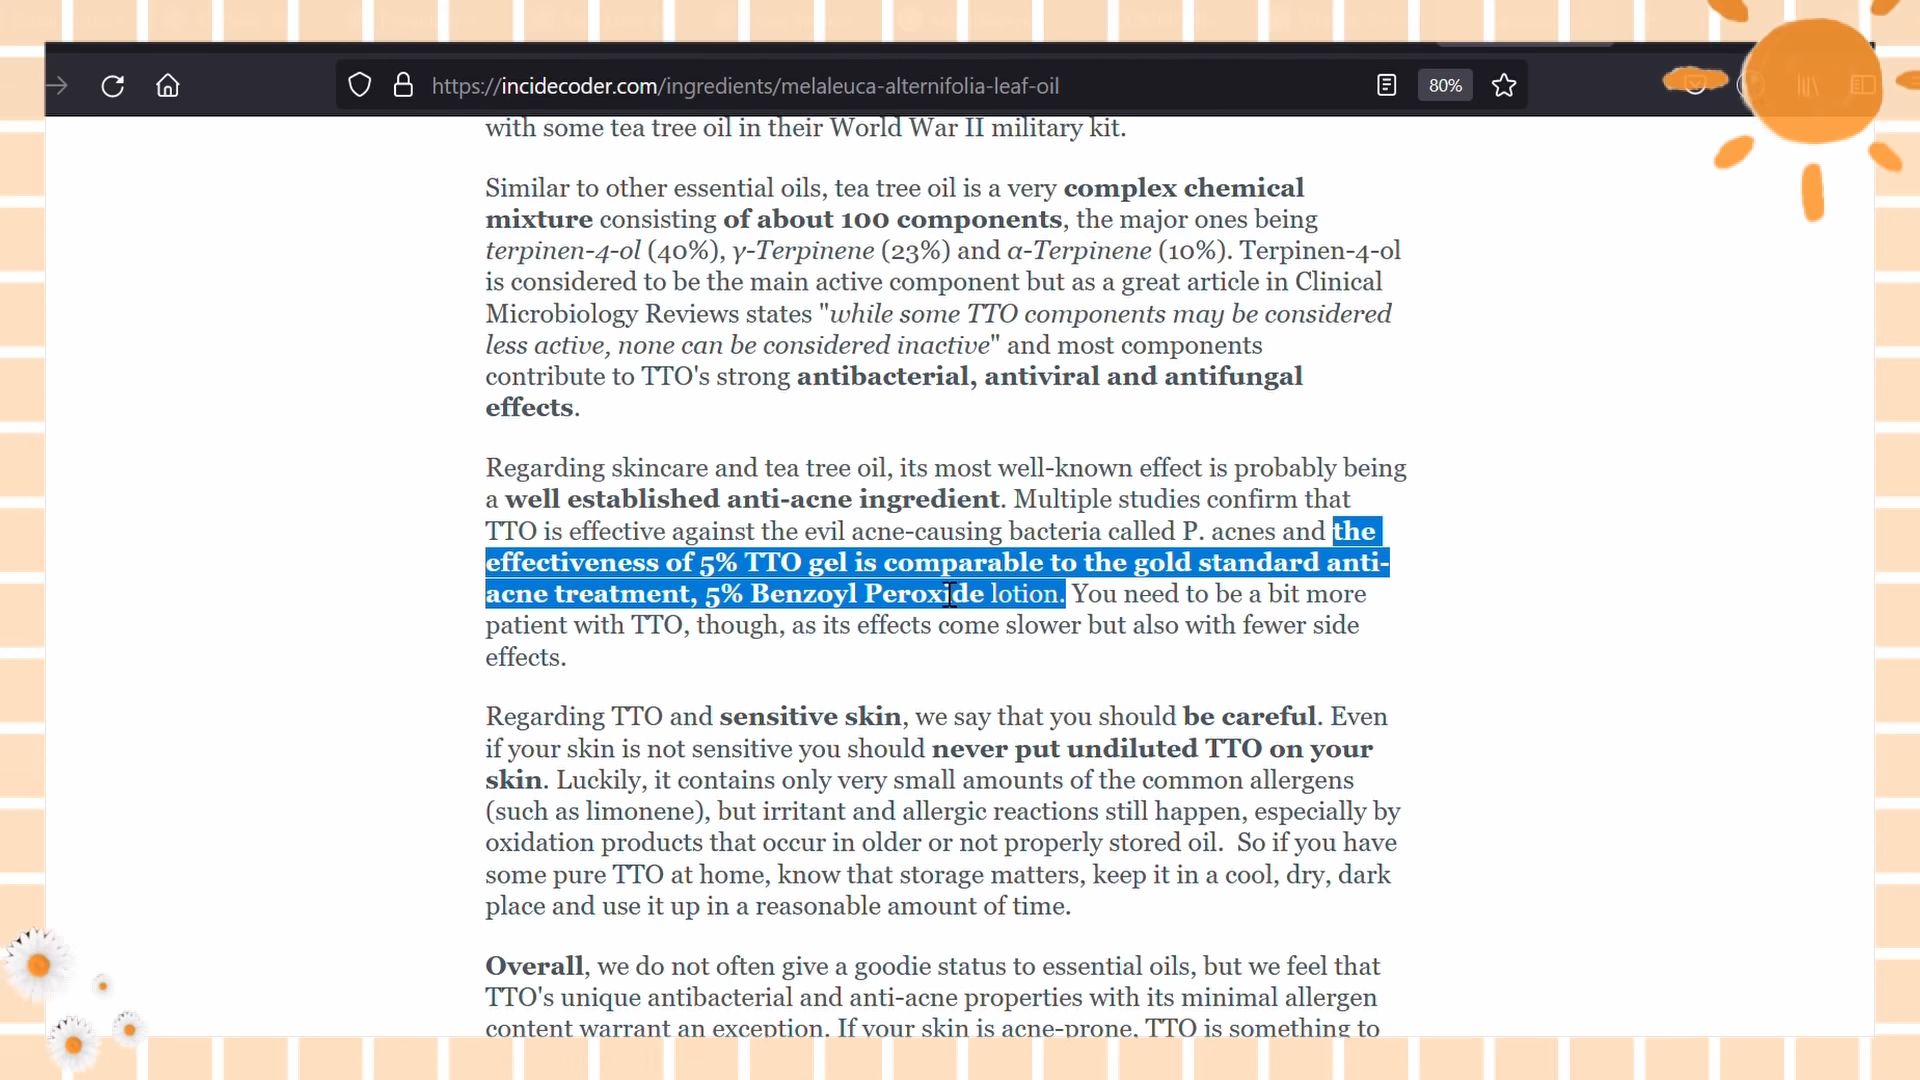 https://incidecoder.com/ingredients/melaleuca-alternifolia-leaf-oil
80%
with some tea tree oil in their World War II military kit.
Similar to other essential oils, tea tree oil is a very complex chemical
mixture consisting of about 100 components, the major ones being
terpinen-4-ol (40%), γ-Terpinene (23%) and α-Terpinene (10%). Terpinen-4-ol
is considered to be the main active component but as a great article in Clinical
Microbiology Reviews states "while some TTO components may be considered
less active, none can be considered inactive" and most components
contribute to TTO's strong antibacterial, antiviral and antifungal
effects.
Regarding skincare and tea tree oil, its most well-known effect is probably being
a well established anti-acne ingredient. Multiple studies confirm that
TTO is effective against the evil acne-causing bacteria called P. acnes and the
effectiveness of 5% TTO gel is comparable to the gold standard anti-
acne treatment, 5% Benzoyl Peroxide lotion. You need to be a bit more
patient with TTO, though, as its effects come slower but also with fewer side
effects.
Regarding TTO and sensitive skin, we say that you should be careful. Even
if your skin is not sensitive you should never put undiluted TTO on your
skin. Luckily, it contains only very small amounts of the common allergens
(such as limonene), but irritant and allergic reactions still happen, especially by
oxidation products that occur in older or not properly stored oil.  So if you have
some pure TTO at home, know that storage matters, keep it in a cool, dry, dark
place and use it up in a reasonable amount of time.
Overall, we do not often give a goodie status to essential oils, but we feel that
TTO's unique antibacterial and anti-acne properties with its minimal allergen
content warrant an exception. If your skin is acne-prone, TTO is something to